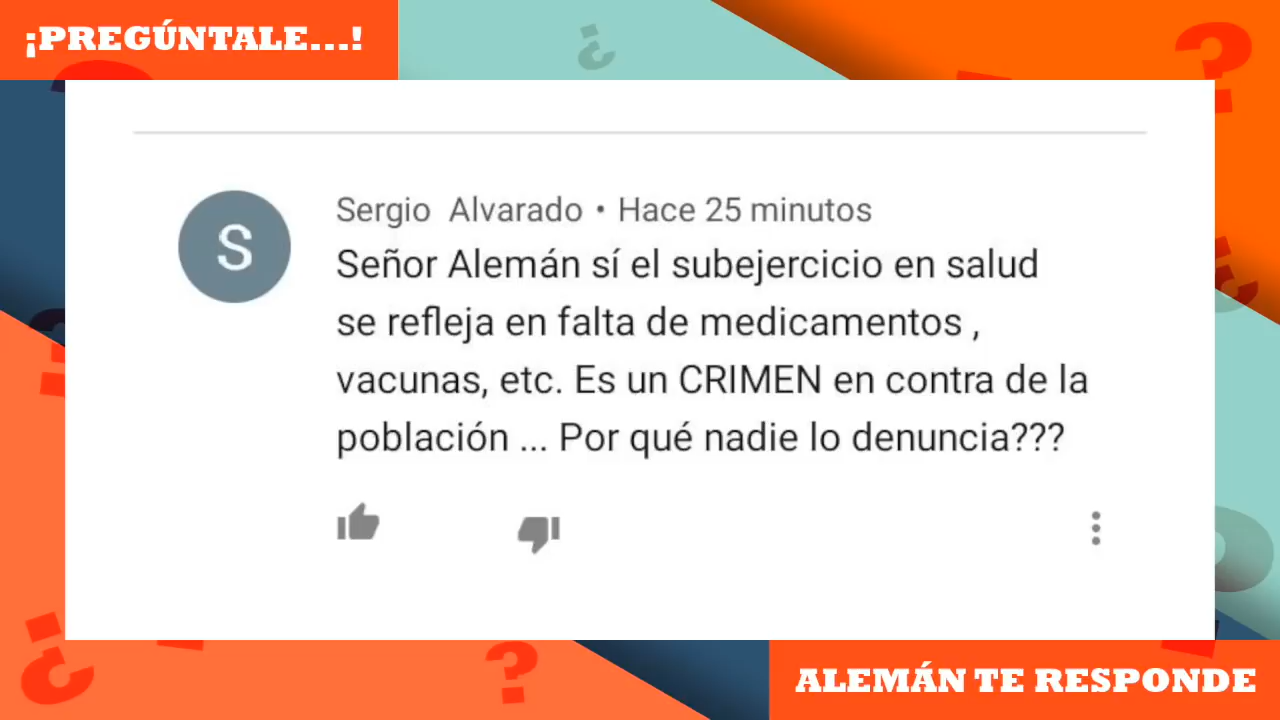 ¡PREGÚNTALE...!
Sergio Alvarado • Hace 25 minutos
S
Señor Alemán sí el subejercicio en salud
se refleja en falta de medicamentos ,
vacunas, etc. Es un CRIMEN en contra de la
población ... Por qué nadie lo denuncia???
ALEMÁN TE RESPONDE